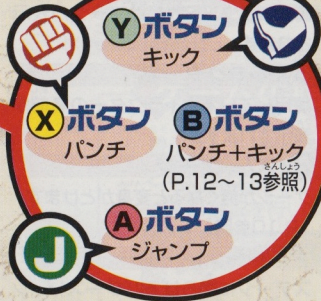 Yボタン
キック
Xボタン
パンチ
Bボタン
パンチ+キック
(P.12〜13参照)
さんしょう
Aボタン
ジャンプ
J